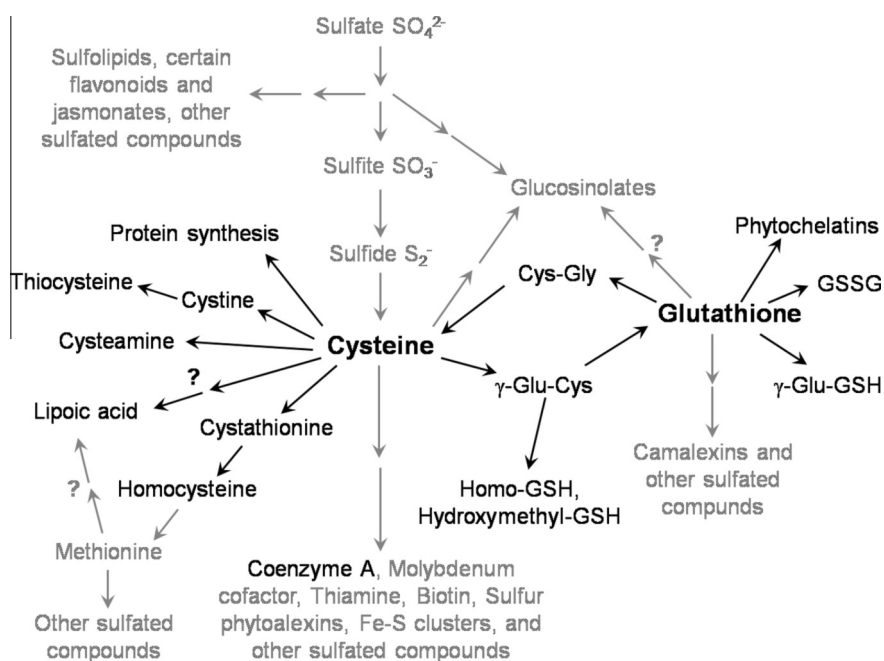 Sulfate SO₄²⁻
Sulfolipids, certain
flavonoids and
jasmonates, other
sulfated compounds
Sulfite SO₃⁻
Glucosinolates
Protein synthesis
Sulfide S₂⁻
?
Phytochelatins
Thiocysteine
Cystine
Cys-Gly
GSSG
Glutathione
Cysteamine
Cysteine
?
γ-Glu-Cys
γ-Glu-GSH
Lipoic acid
Cystathionine
Camalexins and
other sulfated
compunds
?
Homocysteine
Homo-GSH,
Hydroxymethyl-GSH
Methionine
Coenzyme A, Molybdenum
cofactor, Thiamine, Biotin, Sulfur
phytoalexins, Fe-S clusters, and
other sulfated compounds
Other sulfated
compounds